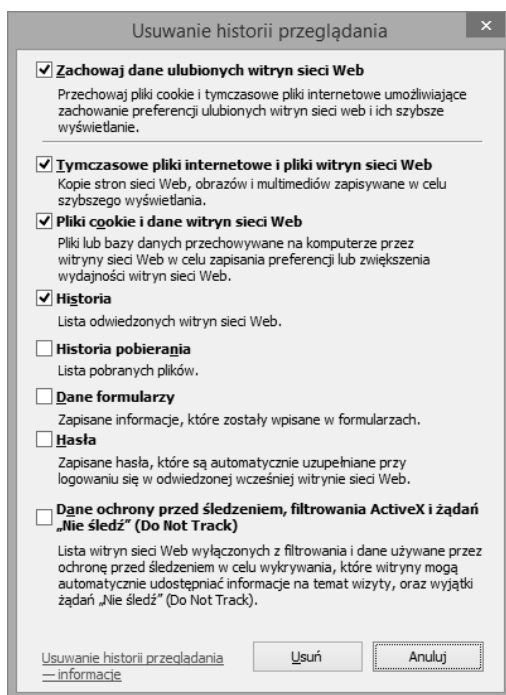 Usuwanie historii przeglądania
Zachowaj dane ulubionych witryn sieci Web
Przechowaj pliki cookie i tymczasowe pliki internetowe umożliwiające
zachowanie preferencji ulubionych witryn sieci web i ich szybsze
wyświetlanie.
Tymczasowe pliki internetowe i pliki witryn sieci Web
Kopie stron sieci Web, obrazów i multimediów zapisywane w celu
szybszego wyświetlania.
Pliki cookie i dane witryn sieci Web
Pliki lub bazy danych przechowywane na komputerze przez
witryny sieci Web w celu zapisania preferencji lub zwiększenia
wydajności witryn sieci Web.
Historia
Lista odwiedzonych witryn sieci Web.
Historia pobierania
Lista pobranych plików.
Dane formularzy
Zapisane informacje, które zostały wpisane w formularzach.
Hasła
Zapisane hasła, które są automatycznie uzupełniane przy
logowaniu się w odwiedzonej wcześniej witrynie sieci Web.
Dane ochrony przed śledzeniem, filtrowania ActiveX i żądań
„Nie śledź” (Do Not Track)
Lista witryn sieci Web wyłączonych z filtrowania i dane używane przez
ochronę przed śledzeniem w celu wykrywania, które witryny mogą
automatycznie udostępniać informacje na temat wizyty, oraz wyjątki
żądań „Nie śledź” (Do Not Track).
Usuwanie historii przeglądania
— informacje
Usuń
Anuluj